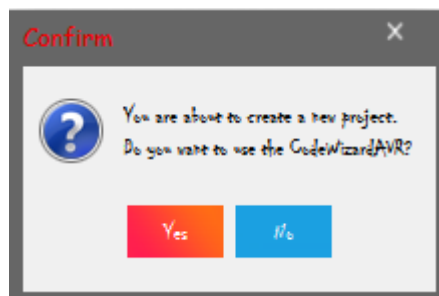 Confirm
You are about to create a new project.
Do you want to use the CodeWizardAVR?
Yes
No